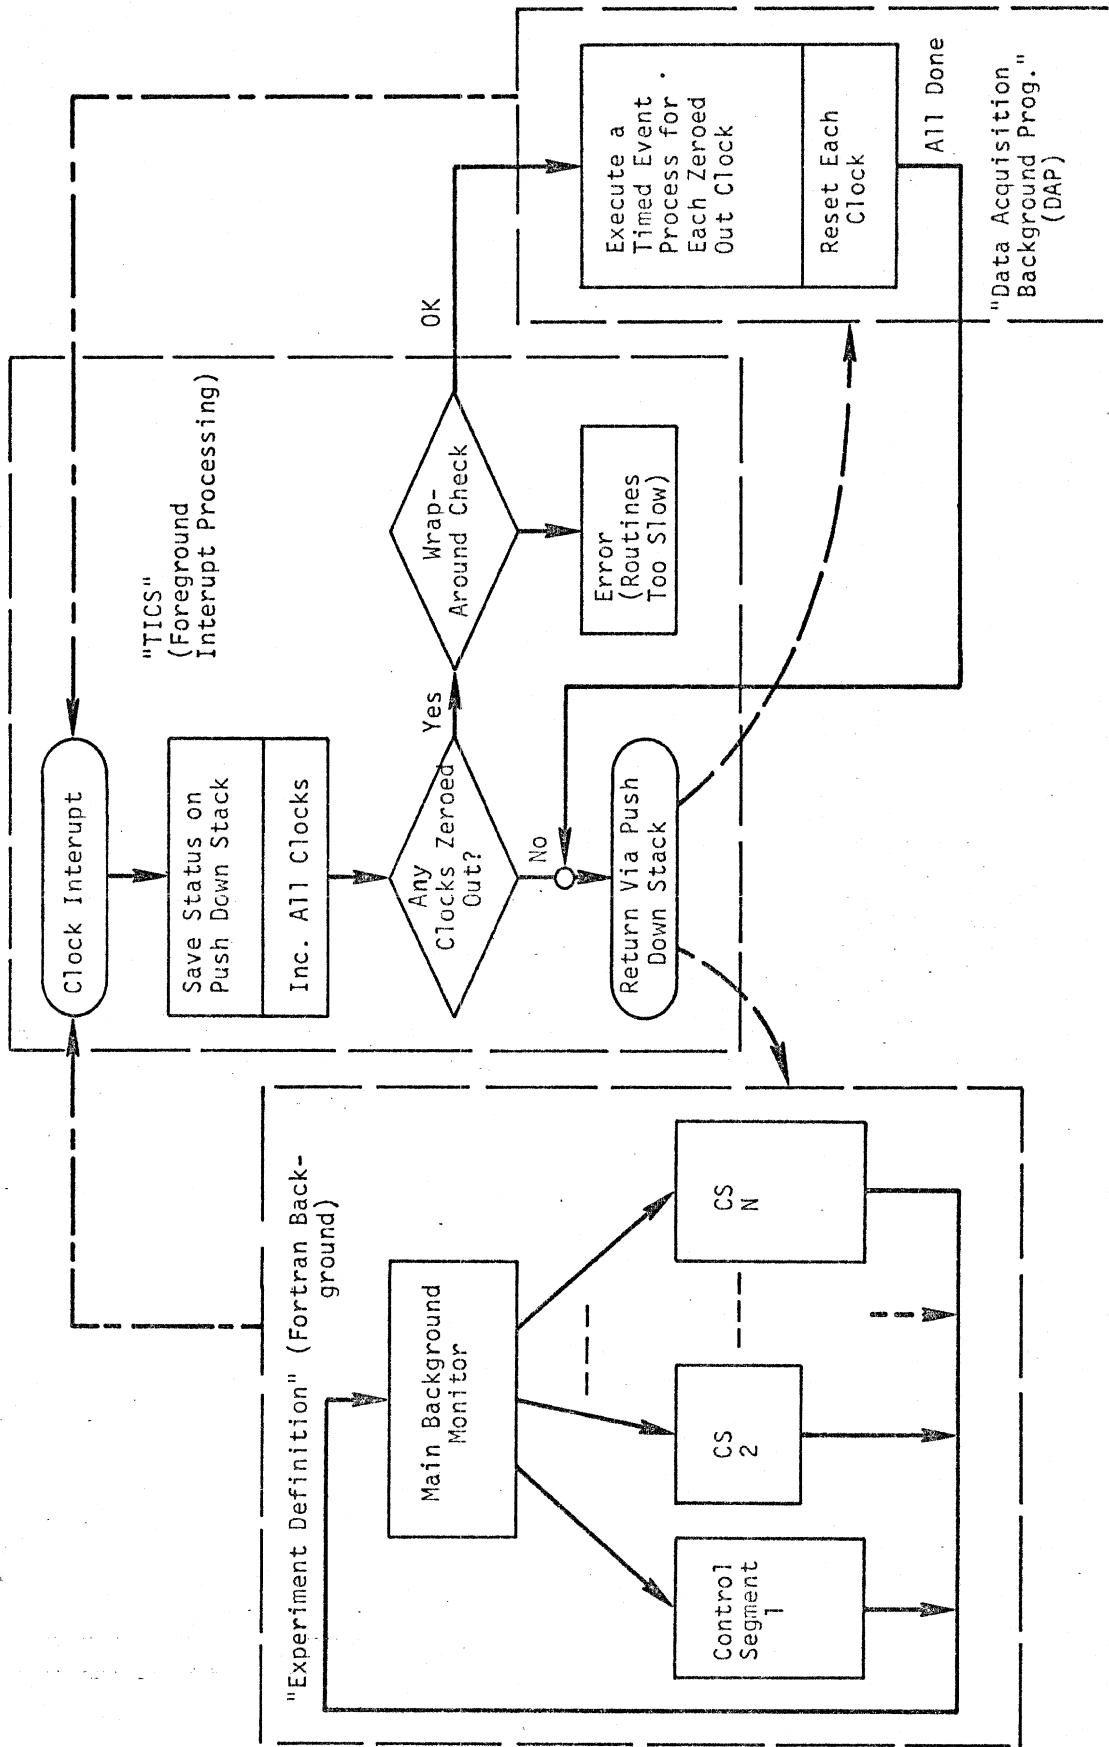 "Experiment Definition" (Fortran Back-
ground)
Main Background
Monitor
Control
Segment
1
CS
2
CS
N
Clock Interupt
"TICS"
(Foreground
Interupt Processing)
Save Status on
Push Down Stack
Inc. All Clocks
Any
Clocks Zeroed
Out?
Yes
No
Wrap-
Around Check
OK
Error
(Routines
Too Slow)
Return Via Push
Down Stack
Execute a
Timed Event
Process for
Each Zeroed
Out Clock
Reset Each
Clock
All Done
"Data Acquisition
Background Prog."
(DAP)